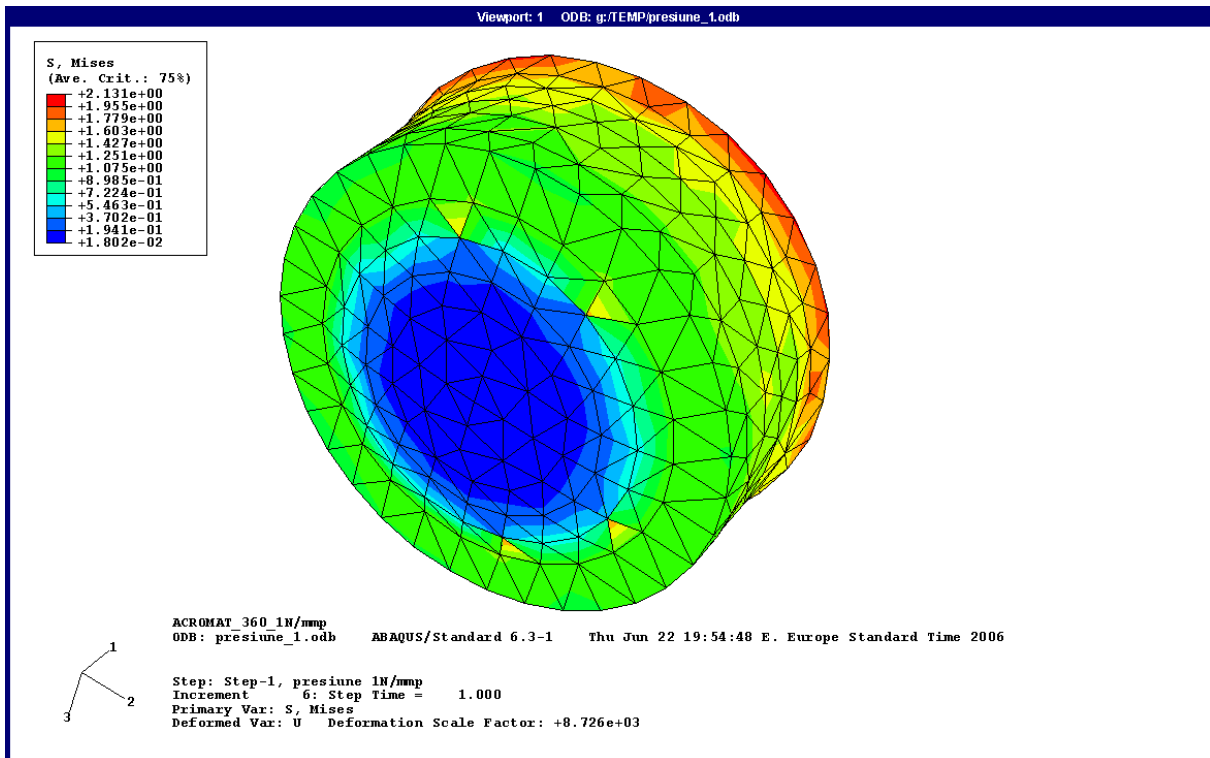 Viewport: 1 ODB: g:/TEMP/presiune_1.odb
S, Mises
(Ave. Crit.: 75%)
+2.131e+00
+1.955e+00
+1.779e+00
+1.603e+00
+1.427e+00
+1.251e+00
+1.075e+00
+8.985e-01
+7.224e-01
+5.463e-01
+3.702e-01
+1.941e-01
+1.802e-02
ACROMAT_360_1N/mmp
ODB: presiune_1.odb ABAQUS/Standard 6.3-1 Thu Jun 22 19:54:48 E. Europe Standard Time 2006
1
2
3
Step: Step-1, presiune 1N/mmp
Increment 6: Step Time = 1.000
Primary Var: S, Mises
Deformed Var: U Deformation Scale Factor: +8.726e+03